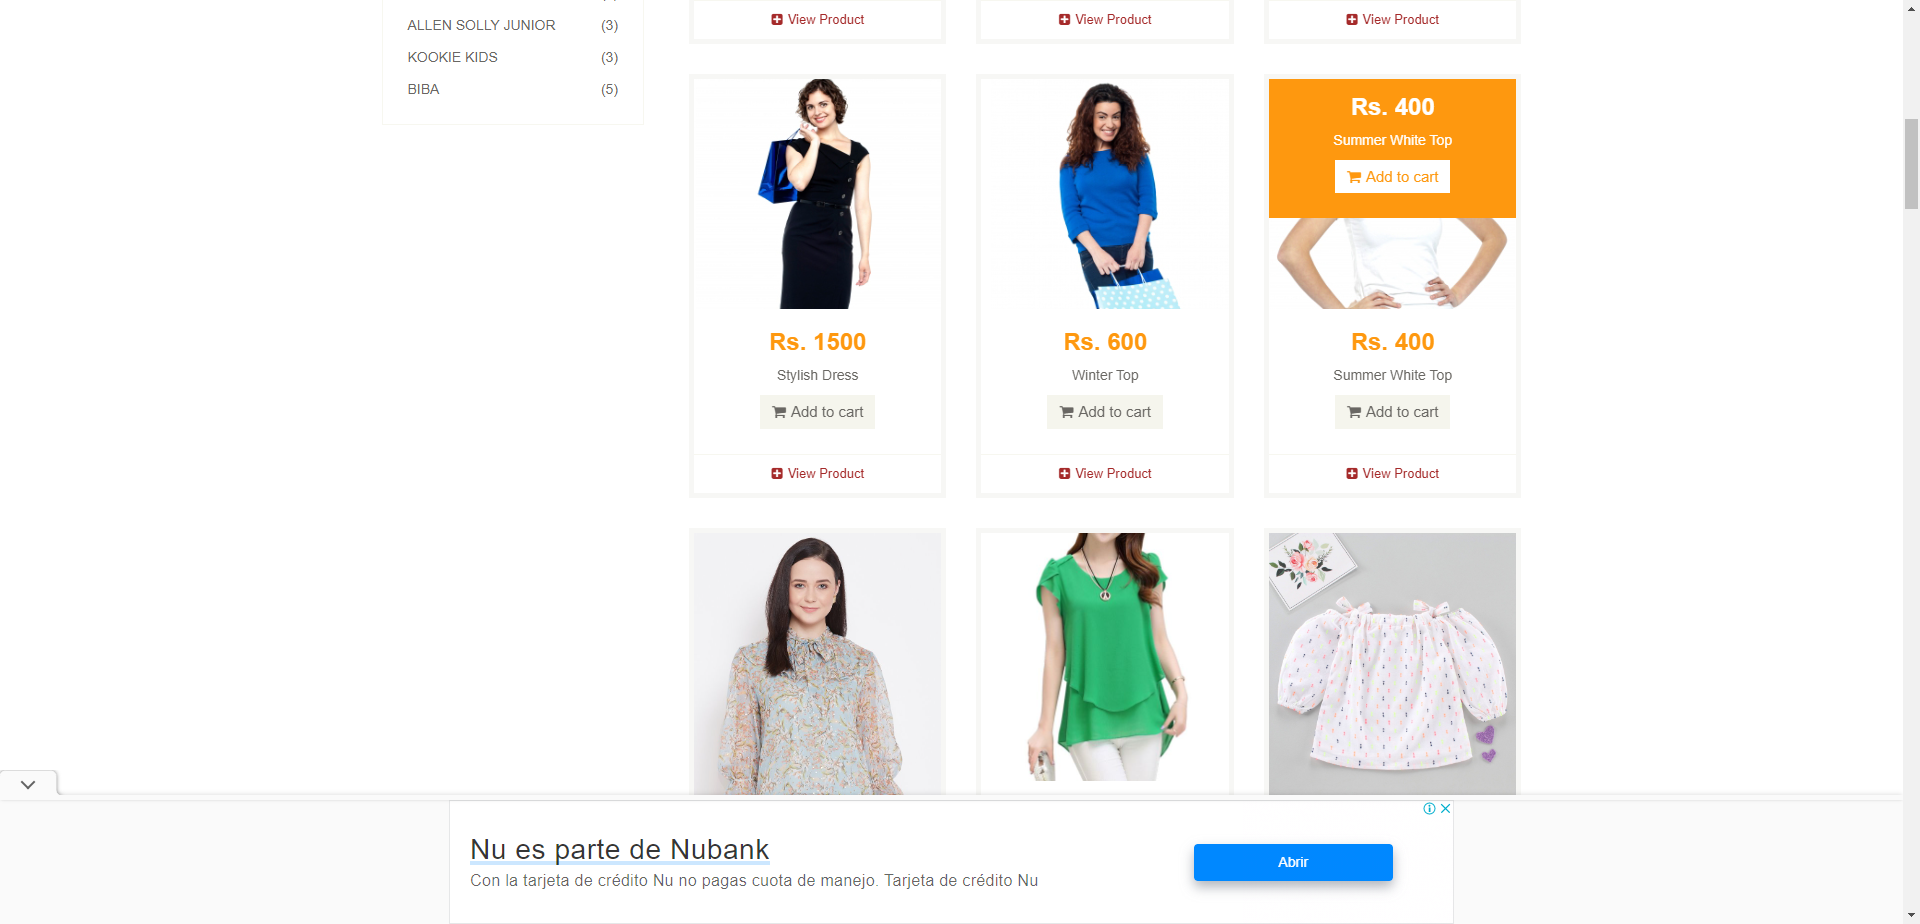 ALLEN SOLLY JUNIOR (3)
KOOKIE KIDS (3)
BIBA (5)
View Product
View Product
View Product
Rs. 400
Summer White Top
Add to cart
Rs. 1500
Stylish Dress
Add to cart
View Product
Rs. 600
Winter Top
Add to cart
View Product
Rs. 400
Summer White Top
Add to cart
View Product
Nu es parte de Nubank
Con la tarjeta de crédito Nu no pagas cuota de manejo. Tarjeta de crédito Nu
Abrir